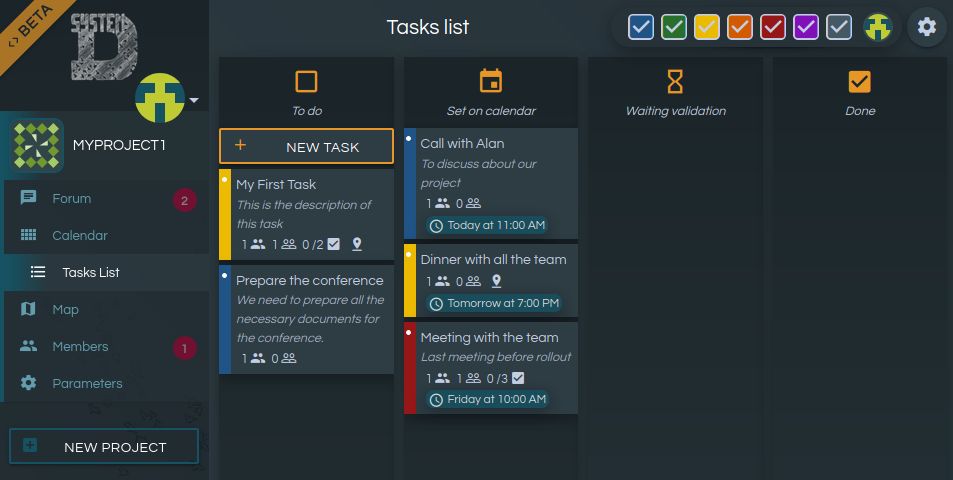 <> BETA
SYSTEM
D
MYPROJECT1
Forum
2
Calendar
Tasks List
Map
Members
1
Parameters
NEW PROJECT
Tasks list
To do
+ NEW TASK
My First Task
This is the description of
this task
1 1 0 /2
Prepare the conference
We need to prepare all the
necessary documents for
the conference.
1 0
Set on calendar
Call with Alan
To discuss about our
project
1 0
Today at 11:00 AM
Dinner with all the team
1 0
Tomorrow at 7:00 PM
Meeting with the team
Last meeting before rollout
1 1 0 /3
Friday at 10:00 AM
Waiting validation
Done